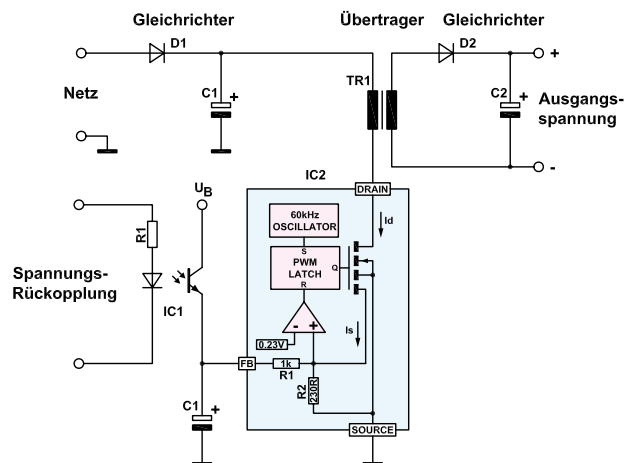 Gleichrichter
Übertrager
Gleichrichter
D1
D2
+
Netz
C1
+
TR1
C2
+
Ausgangs-
spannung
-
IC2
DRAIN
UB
60kHz
OSCILLATOR
Id
S
PWM
LATCH
Q
R
R1
Spannungs-
Rückopplung
IC1
- +
Is
0.23V
FB
1k
R1
R2
230R
C1
+
SOURCE